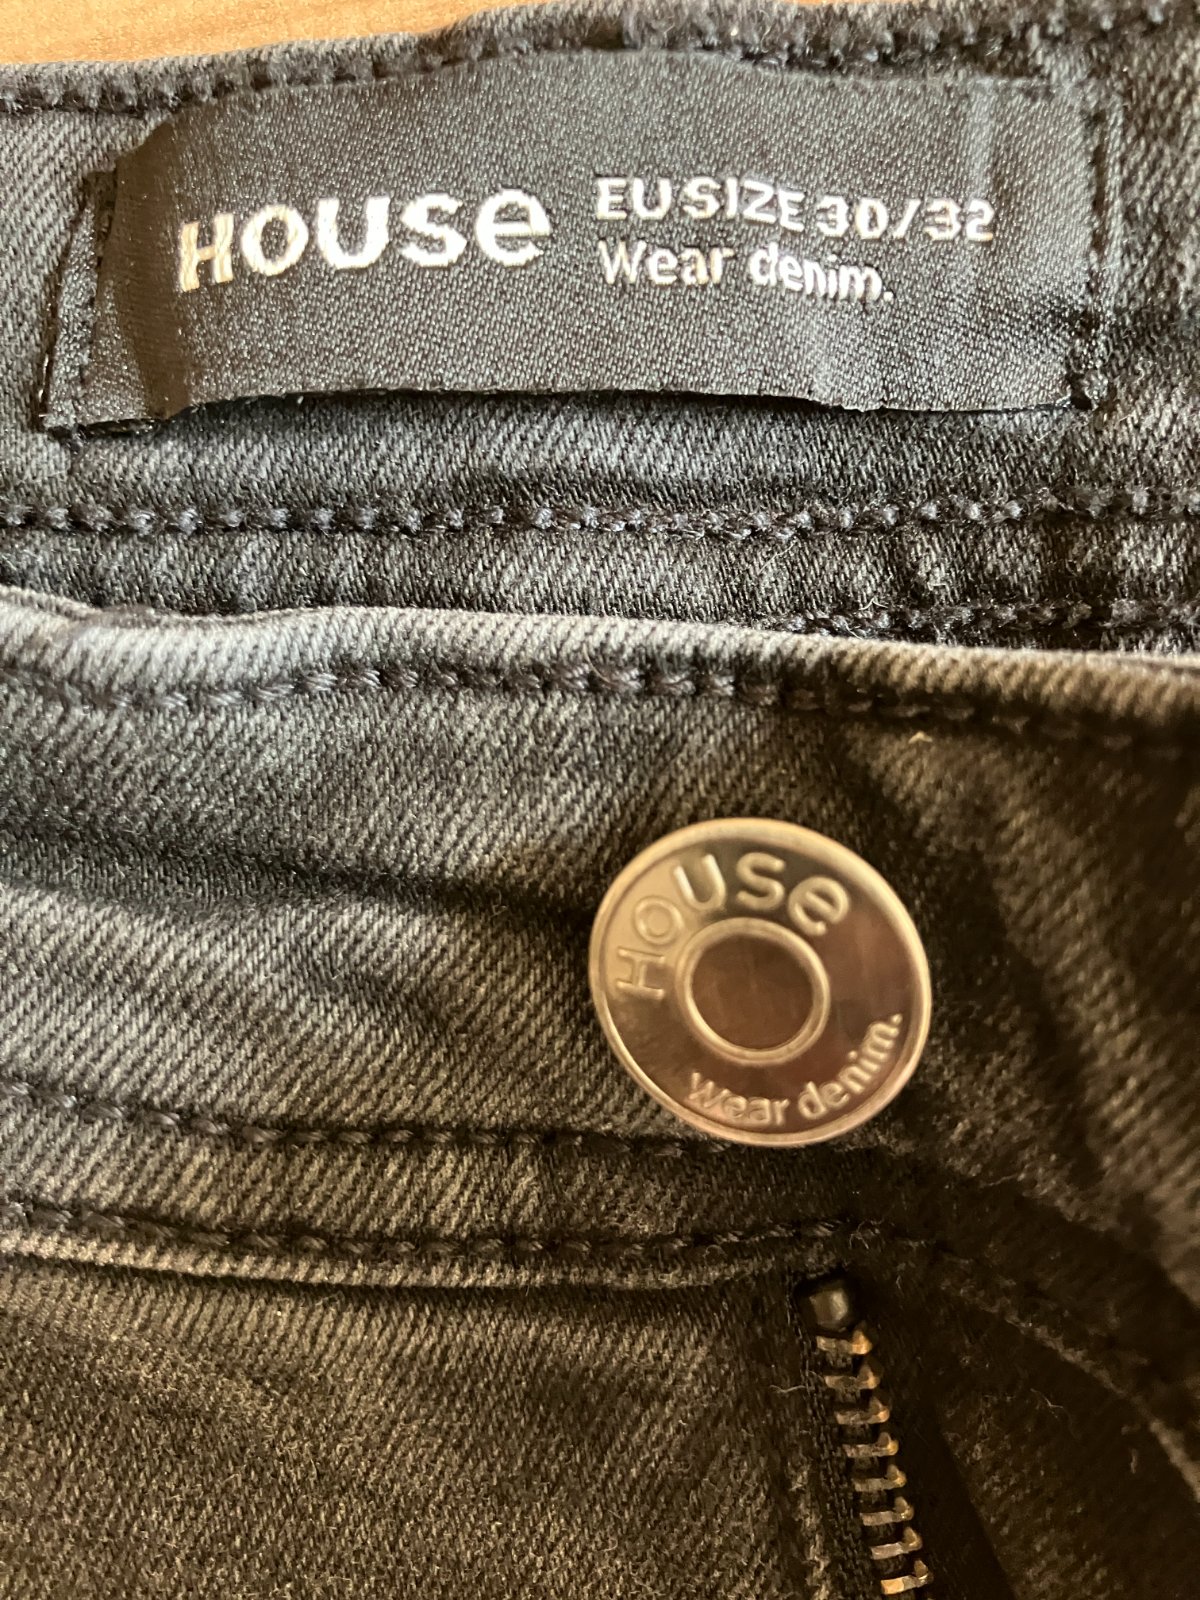 House
EU SIZE 30/32
Wear denim.
House
wear denim.